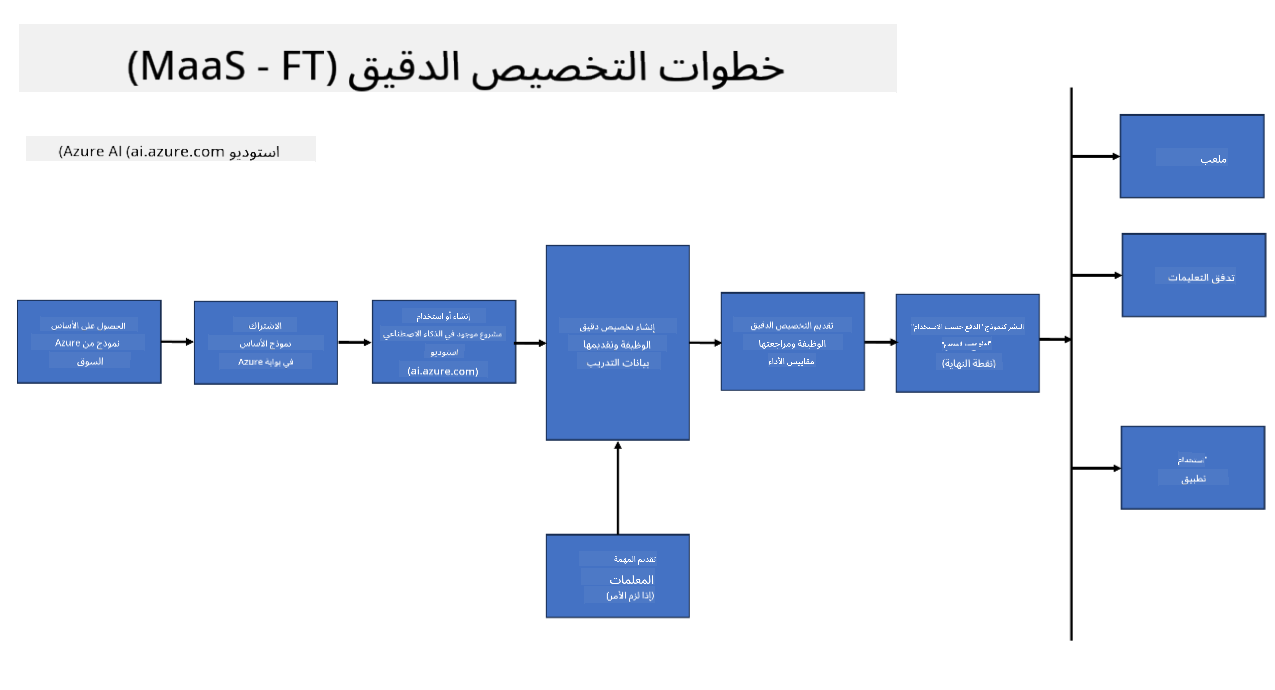 خطوات التخصيص الدقيق (MaaS - FT)
استوديو Azure AI (ai.azure.com)
الحصول على الأساس
نموذج من Azure
السوق
الاشتراك
نموذج الأساس
في بوابة Azure
إنشاء أو استخدام
مشروع موجود في الذكاء الاصطناعي
استوديو
(ai.azure.com)
إنشاء تخصيص دقيق
الوظيفة وتقديمها
بيانات التدريب
تقديم المهمة
المعلمات
(إذا لزم الأمر)
تقديم التخصيص الدقيق
الوظيفة ومراجعتها
مقاييس الأداء
النشر كنموذج "الدفع حسب الاستخدام"
(نقطة النهاية)
ملعب
تدفق التعليمات
استخدام
تطبيق